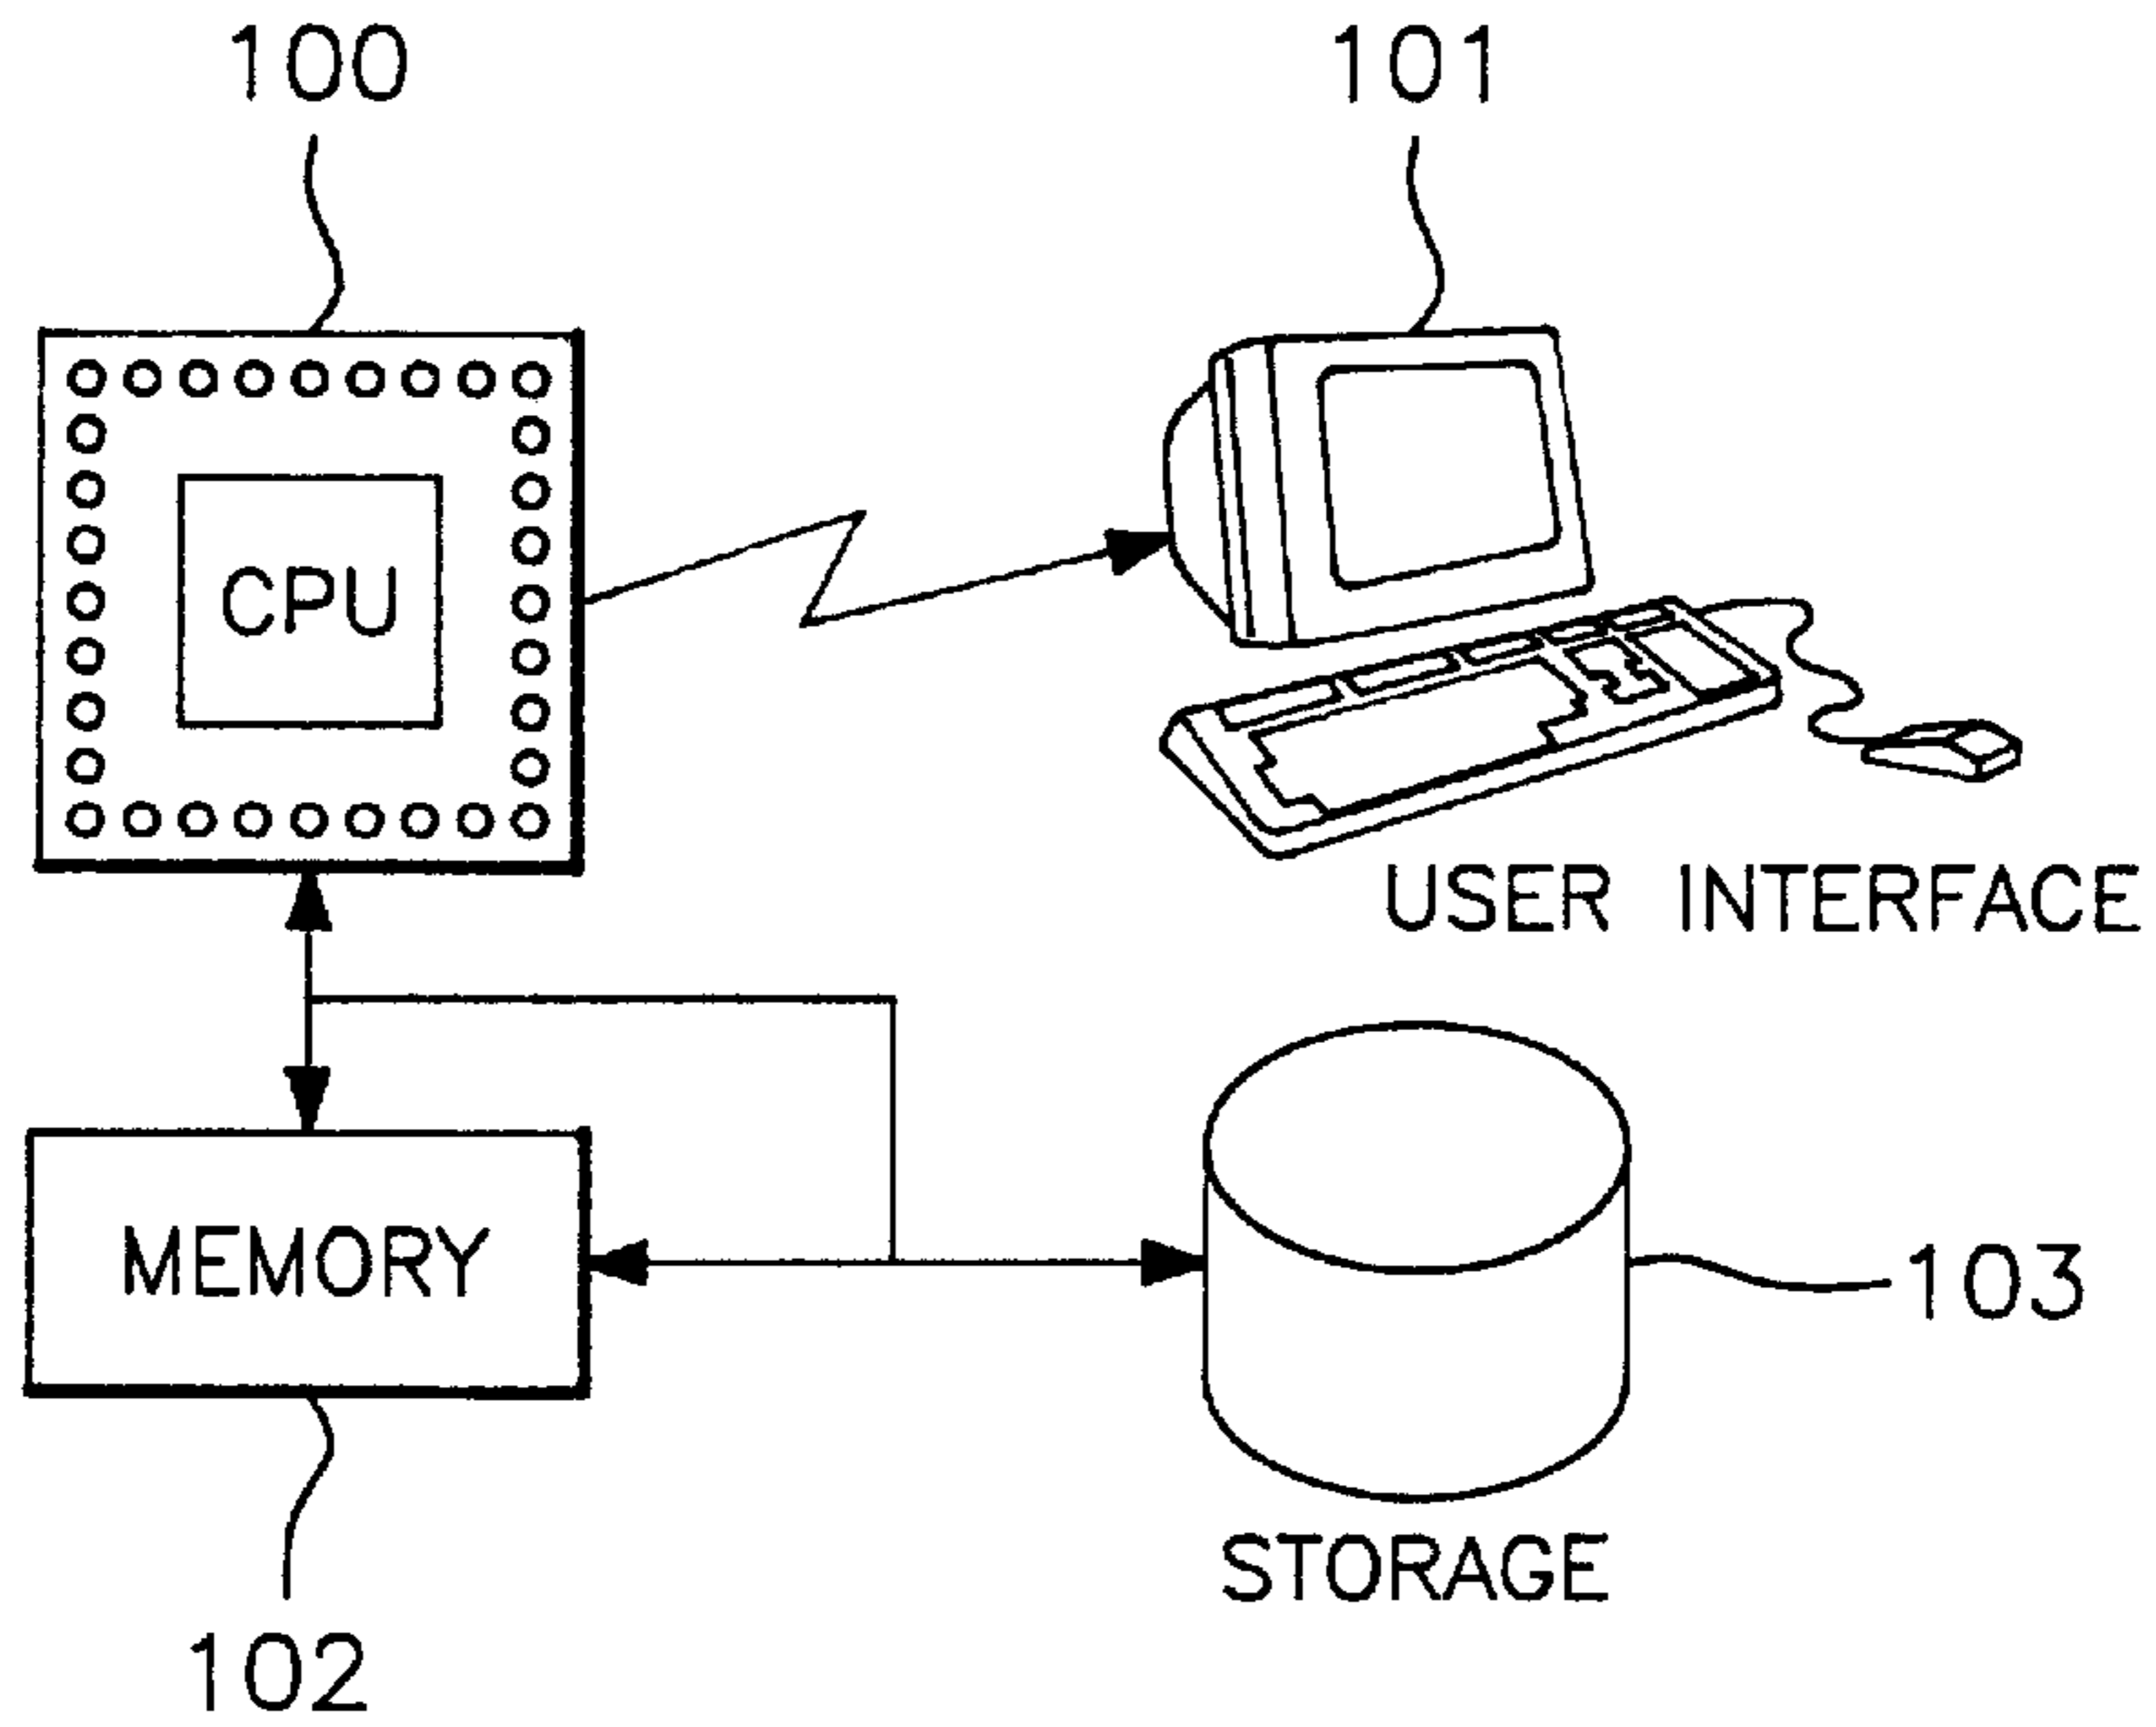 100
101
CPU
USER INTERFACE
MEMORY
103
STORAGE
102